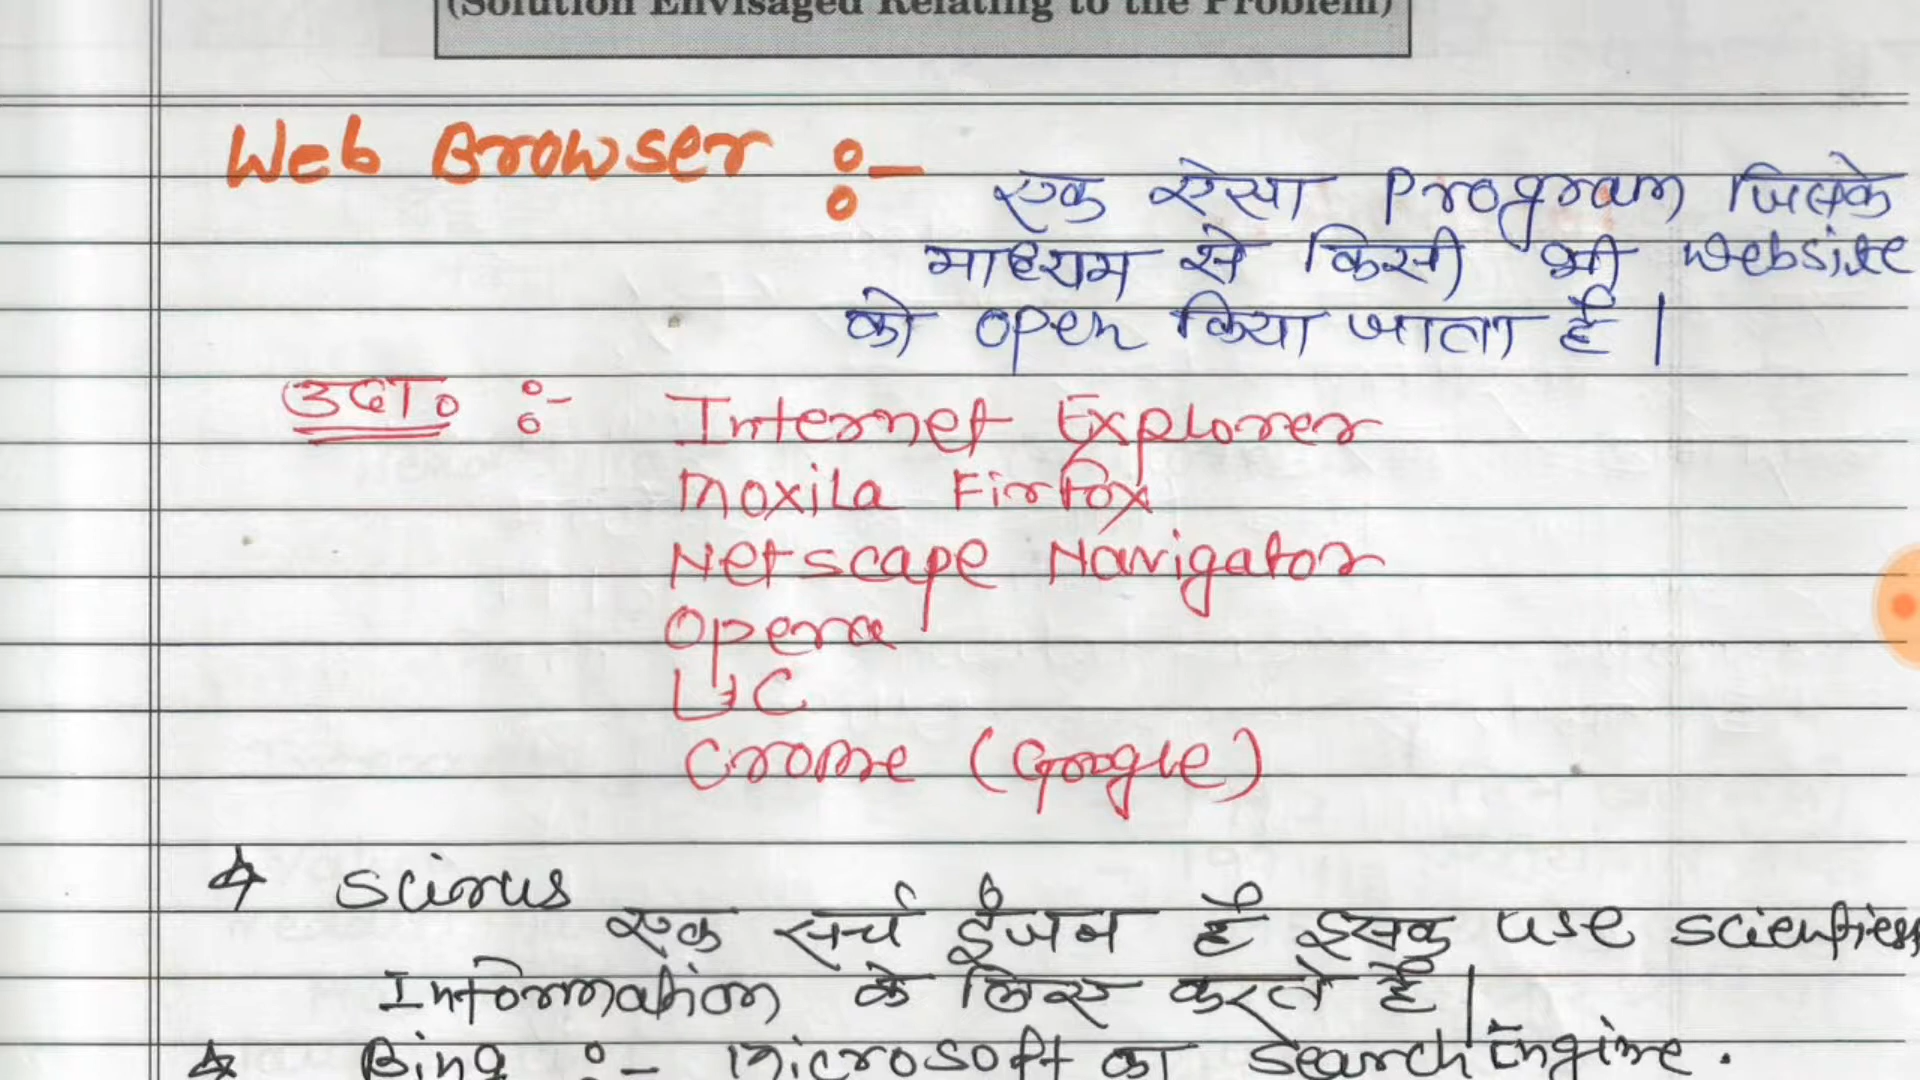 (Solution Envisaged Relating to the Problem)
Web Browser :-
एक ऐसा Program जिसके
माध्यम से किसी भी website
को open किया जाता है।
उदा० :- Internet Explorer
Moxila Firfox
Netscape Navigator
Opera
UC
Crome (Google)
☆ Scirus
एक सर्च ईंजन है इसक use scientifies
Information के लिए करते है।
☆ Bing :- Microsoft का Search Engine.